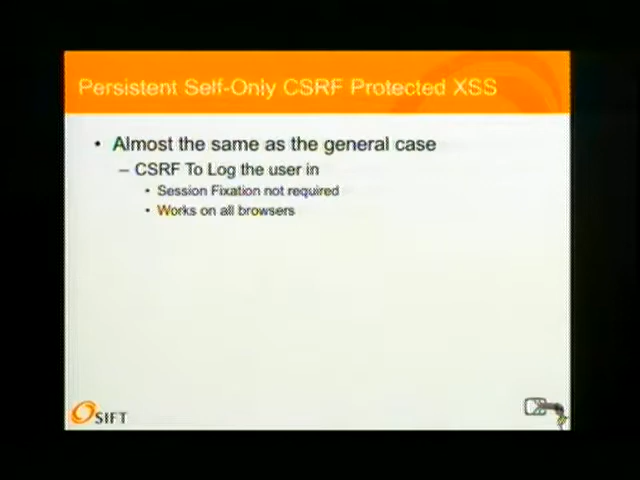 Persistent Self-Only CSRF Protected XSS
• Almost the same as the general case
– CSRF To Log the user in
• Session Fixation not required
• Works on all browsers
SIFT